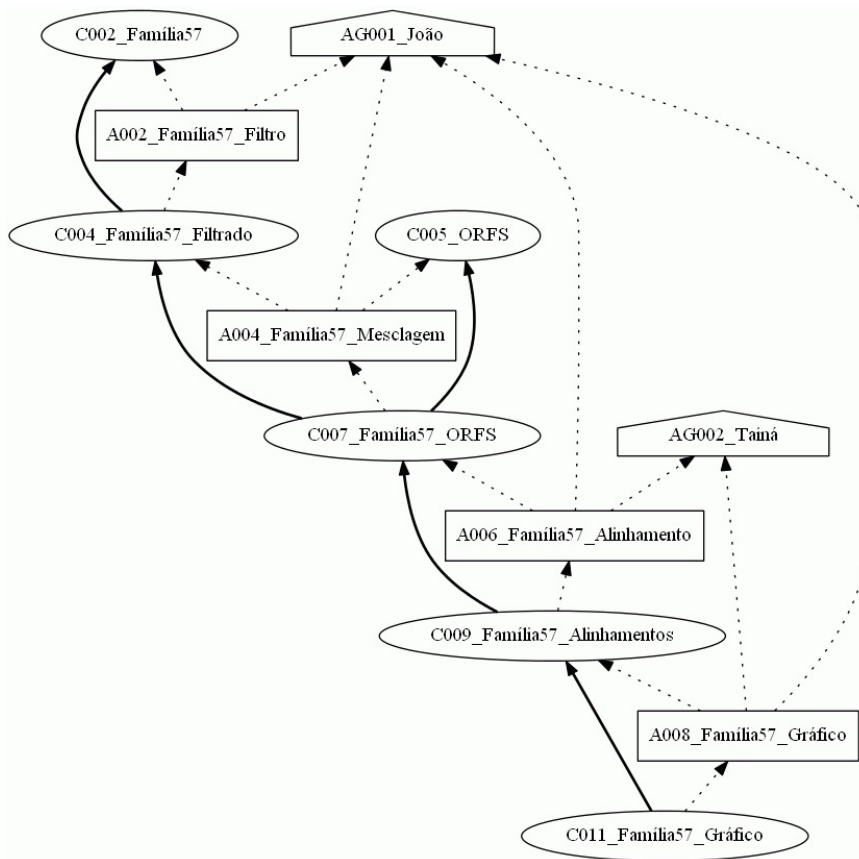 C002_Família57
AG001_João
A002_Família57_Filtro
C004_Família57_Filtrado
C005_ORFS
A004_Família57_Mesclagem
C007_Família57_ORFS
AG002_Tainá
A006_Família57_Alinhamento
C009_Família57_Alinhamentos
A008_Família57_Gráfico
C011_Família57_Gráfico